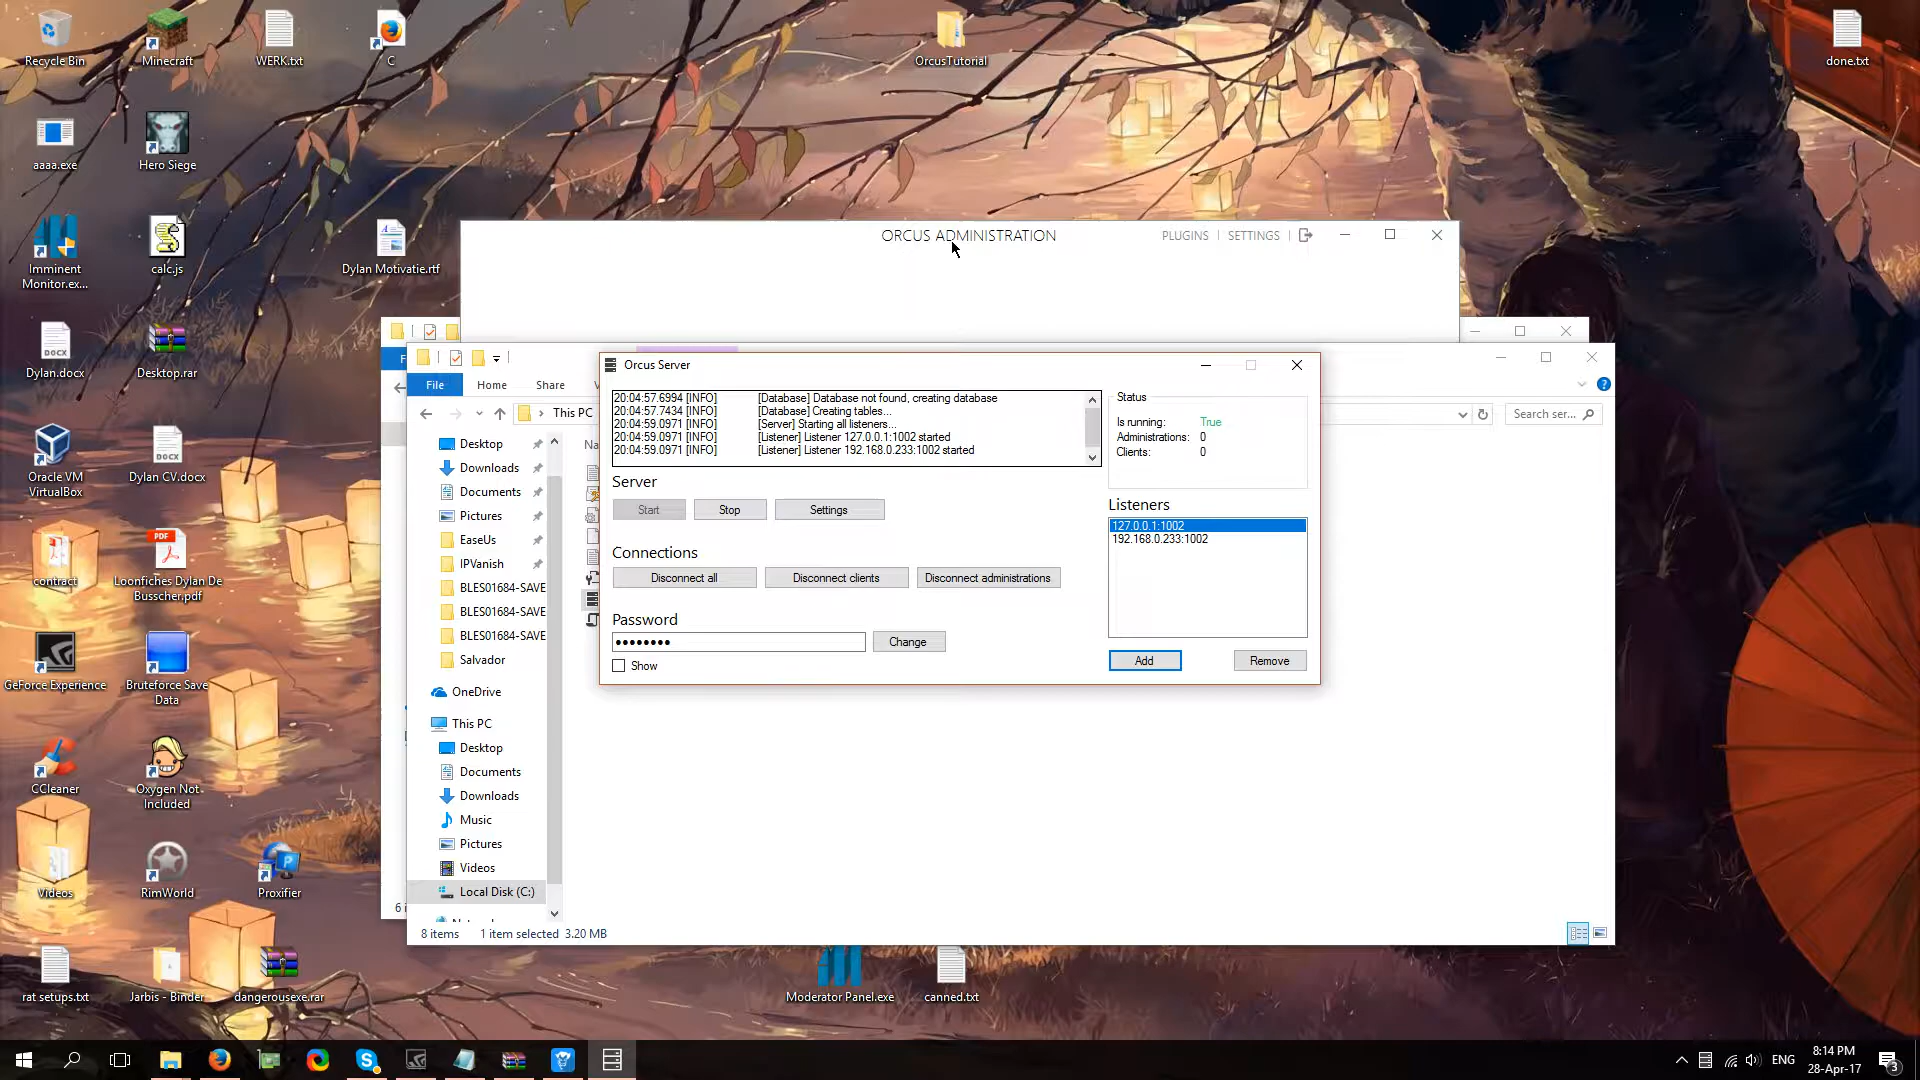 Recycle Bin
Minecraft
WERK.txt
C
OrcusTutorial
done.txt
aaaa.exe
Hero Siege
Imminent
Monitor.ex...
calc.js
Dylan Motivatie.rtf
ORCUS ADMINISTRATION
PLUGINS
SETTINGS
Dylan.docx
Desktop.rar
Oracle VM
VirtualBox
Dylan CV.docx
contract
Loonfiches Dylan De
Busscher.pdf
GeForce Experience
Bruteforce Save
Data
CCleaner
Oxygen Not
Included
Videos
RimWorld
Proxifier
rat setups.txt
Jarbis - Binder
dangerousexe.rar
Moderator Panel.exe
canned.txt
File
Home
Share
This PC
Search ser...
Desktop
Downloads
Documents
Pictures
EaseUs
IPVanish
BLES01684-SAVE
BLES01684-SAVE
BLES01684-SAVE
Salvador
OneDrive
This PC
Desktop
Documents
Downloads
Music
Pictures
Videos
Local Disk (C:)
8 items
1 item selected 3.20 MB
Orcus Server
20:04:57.6994 [INFO] [Database] Database not found, creating database
20:04:57.7434 [INFO] [Database] Creating tables...
20:04:59.0971 [INFO] [Server] Starting all listeners...
20:04:59.0971 [INFO] [Listener] Listener 127.0.0.1:1002 started
20:04:59.0971 [INFO] [Listener] Listener 192.168.0.233:1002 started
Status
Is running: True
Administrations: 0
Clients: 0
Server
Start
Stop
Settings
Connections
Disconnect all
Disconnect clients
Disconnect administrations
Password
••••••••
Change
Show
Listeners
127.0.0.1:1002
192.168.0.233:1002
Add
Remove
ENG
8:14 PM
28-Apr-17
3